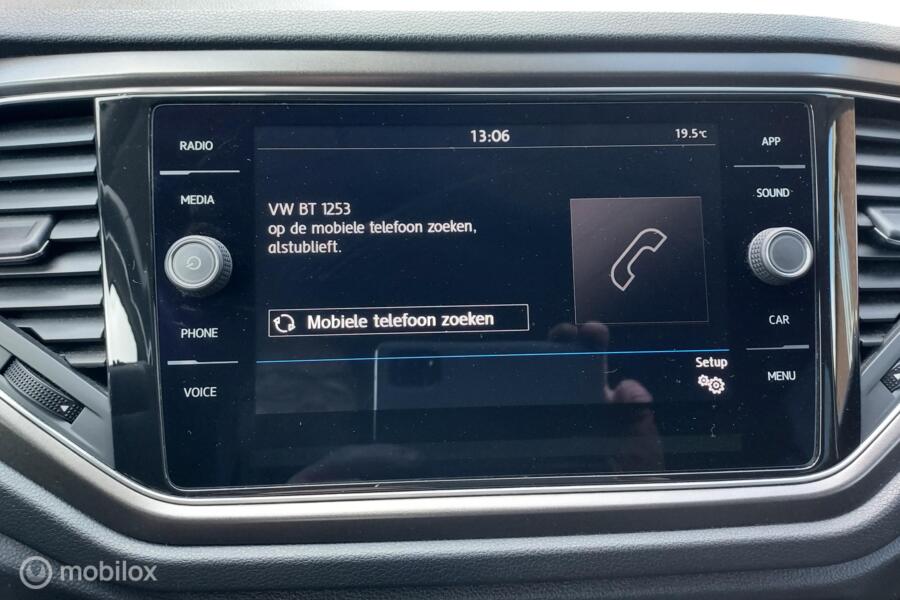 13:06
19.5°C
RADIO
MEDIA
PHONE
VOICE
VW BT 1253
op de mobiele telefoon zoeken,
alstublieft.
Mobiele telefoon zoeken
Setup
APP
SOUND
CAR
MENU
mobilox